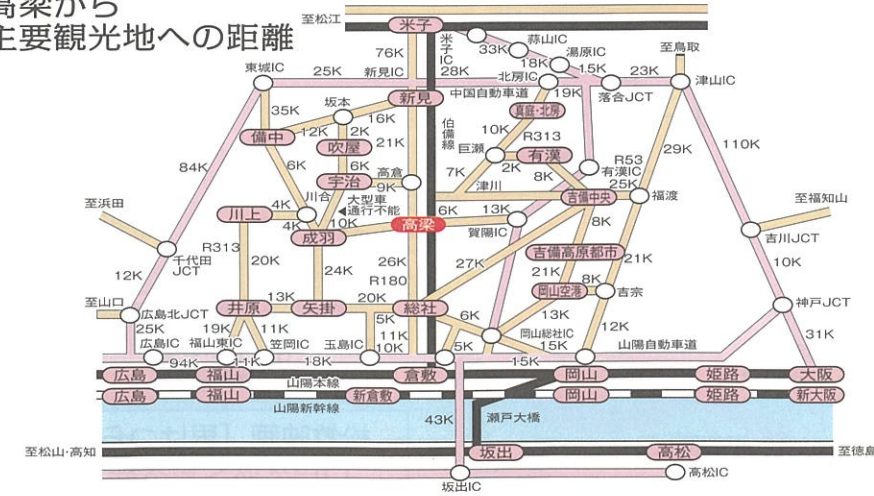 高梁から
主要観光地への距離
至松江
米子
至鳥取
76K
米子IC
33K
蒜山IC
18K
湯原IC
15K
23K
津山IC
東城IC
25K
新見IC
28K
北房IC
落合JCT
中国自動車道
19K
新見
真庭・北房
35K
坂本
16K
伯備線
備中
12K
2K
吹屋
21K
10K
R313
巨瀬
有漢
2K
29K
110K
6K
6K
宇治
高倉
9K
7K
8K
R53
有漢IC
84K
津川
25K
吉備中央
福渡
至浜田
4K
川合
大型車
通行不能
川上
4K
10K
成羽
高梁
6K
13K
賀陽IC
8K
至福知山
吉川JCT
千代田
JCT
R313
20K
24K
26K
R180
27K
吉備高原都市
21K
21K
10K
12K
8K
岡山空港
吉宗
至山口
広島北JCT
井原
13K
矢掛
20K
総社
13K
神戸JCT
25K
19K
11K
5K
11K
6K
岡山総社IC
12K
31K
広島IC
福山東IC
笠岡IC
玉島IC
10K
5K
15K
山陽自動車道
94K
11K
18K
15K
広島
福山
倉敷
岡山
姫路
大阪
山陽本線
広島
福山
新倉敷
岡山
姫路
新大阪
山陽新幹線
43K
瀬戸大橋
至松山・高知
坂出
高松
至徳島
坂出IC
高松IC